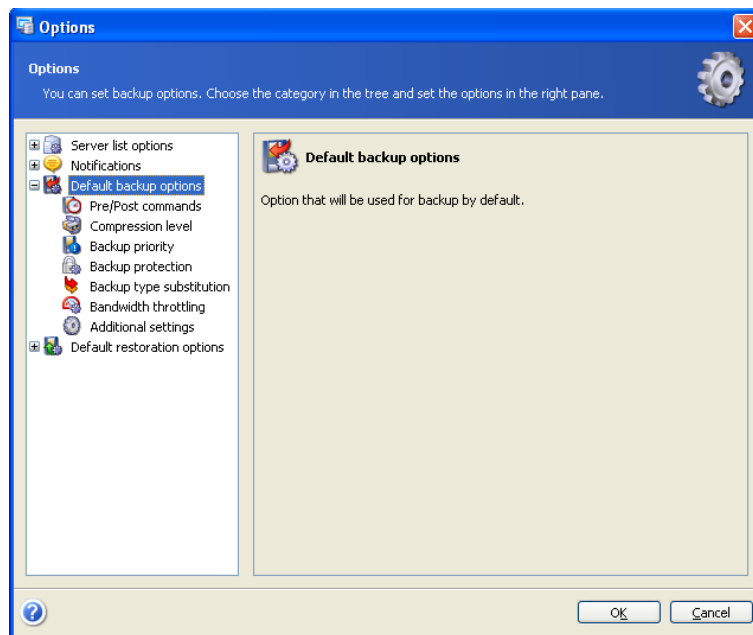 Options
Options
You can set backup options. Choose the category in the tree and set the options in the right pane.
Server list options
Notifications
Default backup options
Pre/Post commands
Compression level
Backup priority
Backup protection
Backup type substitution
Bandwidth throttling
Additional settings
Default restoration options
Default backup options
Option that will be used for backup by default.
OK
Cancel